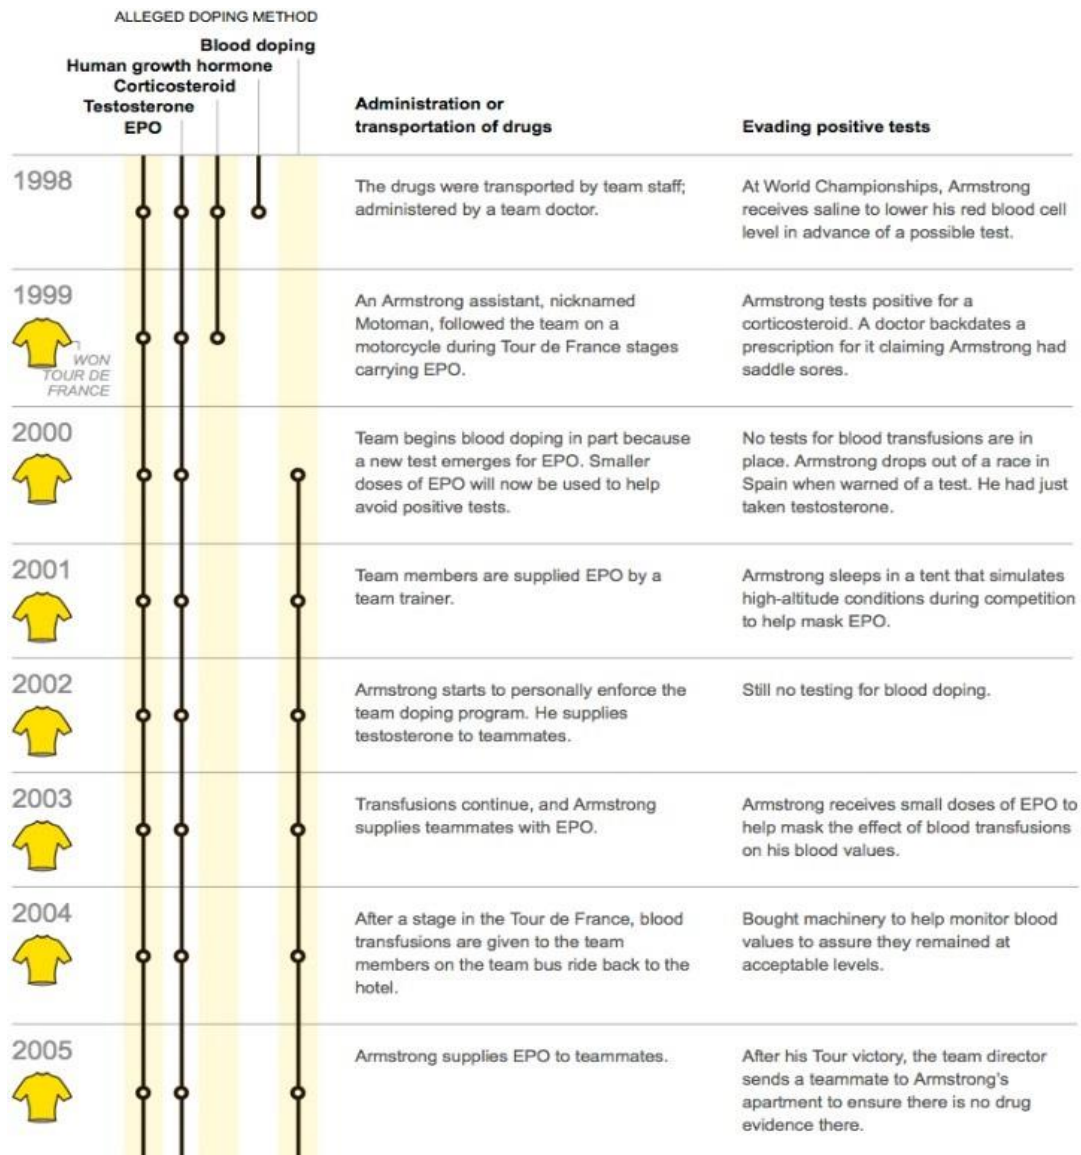 ALLEGED DOPING METHOD
Blood doping
Human growth hormone
Corticosteroid
Testosterone
EPO
Administration or
transportation of drugs
Evading positive tests
1998
The drugs were transported by team staff;
administered by a team doctor.
At World Championships, Armstrong
receives saline to lower his red blood cell
level in advance of a possible test.
1999
WON
TOUR DE
FRANCE
An Armstrong assistant, nicknamed
Motoman, followed the team on a
motorcycle during Tour de France stages
carrying EPO.
Armstrong tests positive for a
corticosteroid. A doctor backdates a
prescription for it claiming Armstrong had
saddle sores.
2000
Team begins blood doping in part because
a new test emerges for EPO. Smaller
doses of EPO will now be used to help
avoid positive tests.
No tests for blood transfusions are in
place. Armstrong drops out of a race in
Spain when warned of a test. He had just
taken testosterone.
2001
Team members are supplied EPO by a
team trainer.
Armstrong sleeps in a tent that simulates
high-altitude conditions during competition
to help mask EPO.
2002
Armstrong starts to personally enforce the
team doping program. He supplies
testosterone to teammates.
Still no testing for blood doping.
2003
Transfusions continue, and Armstrong
supplies teammates with EPO.
Armstrong receives small doses of EPO to
help mask the effect of blood transfusions
on his blood values.
2004
After a stage in the Tour de France, blood
transfusions are given to the team
members on the team bus ride back to the
hotel.
Bought machinery to help monitor blood
values to assure they remained at
acceptable levels.
2005
Armstrong supplies EPO to teammates.
After his Tour victory, the team director
sends a teammate to Armstrong's
apartment to ensure there is no drug
evidence there.